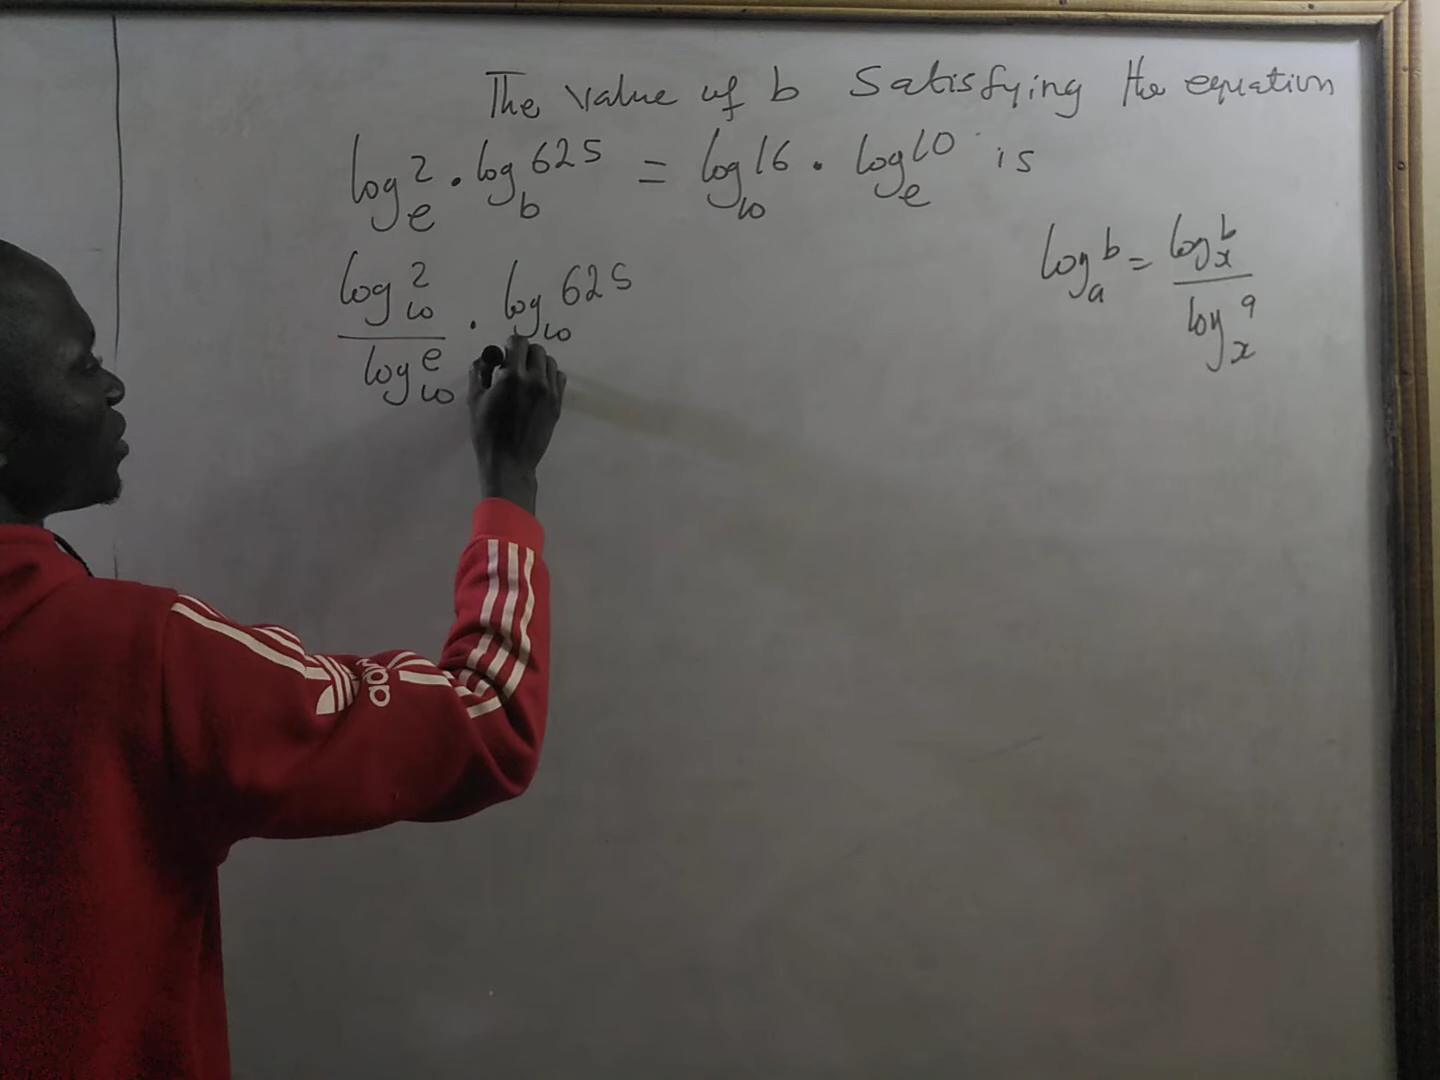 The value of b satisfying the equation
log_e 2 . log_b 625 = log_10 16 . log_e 10 is
log_a b = log_x b / log_x a
log_10 2 / log_10 e . log_10 625
adidas